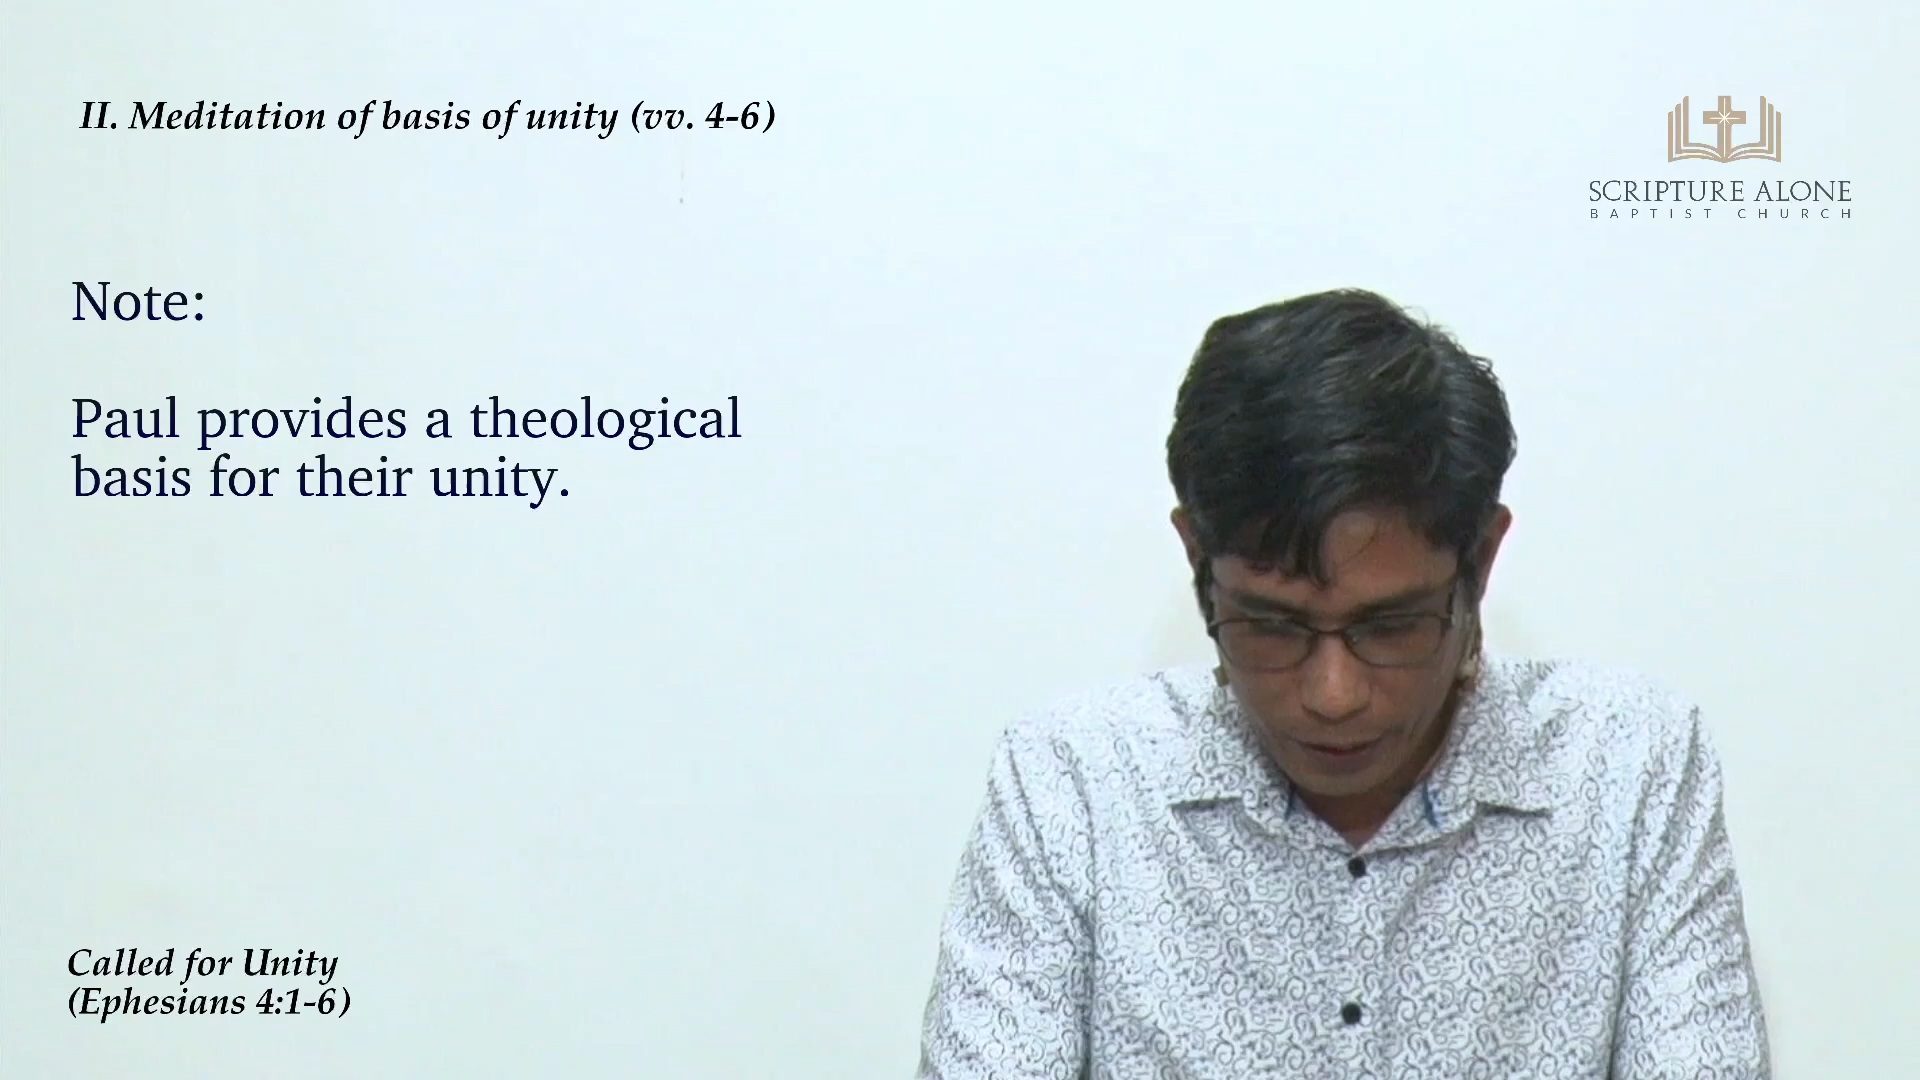 II. Meditation of basis of unity (vv. 4-6)
SCRIPTURE ALONE
BAPTIST CHURCH
Note:
Paul provides a theological
basis for their unity.
Called for Unity
(Ephesians 4:1-6)